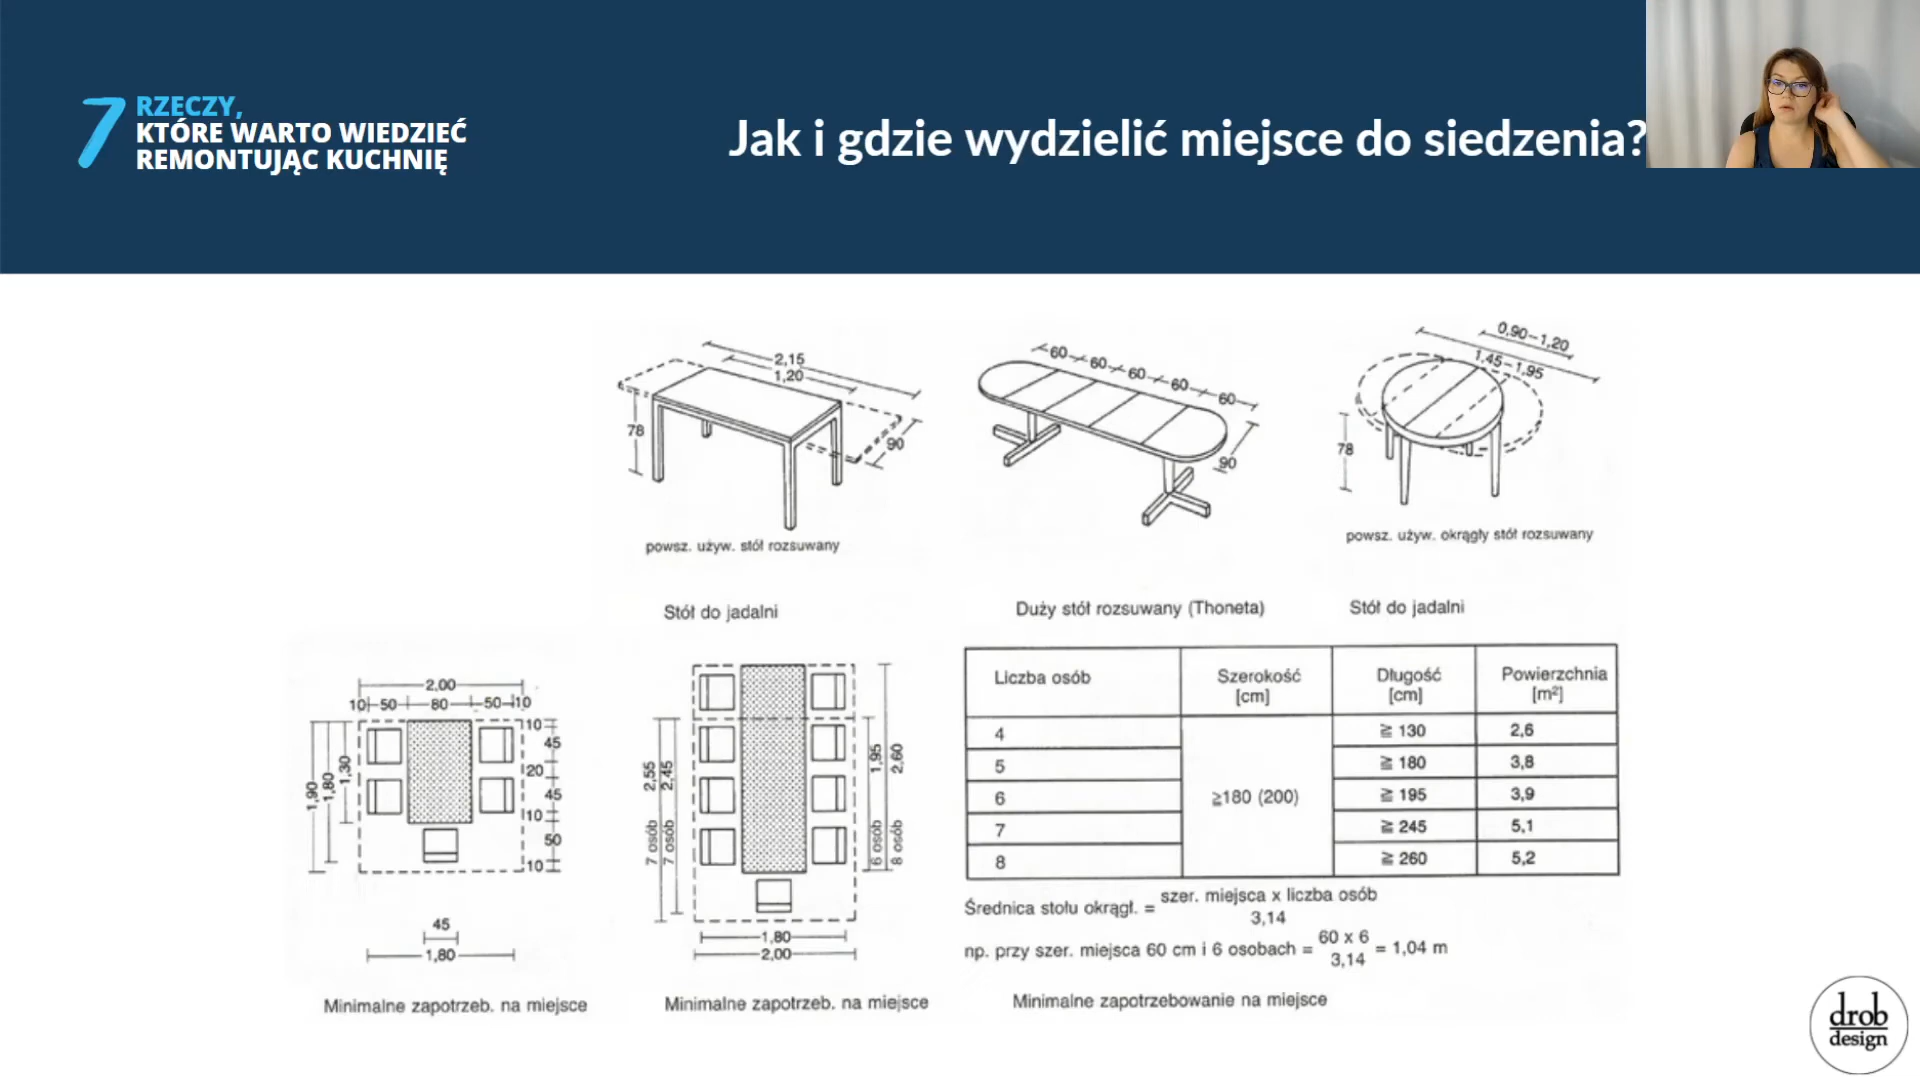 7 RZECZY,
KTÓRE WARTO WIEDZIEĆ
REMONTUJĄC KUCHNIĘ
Jak i gdzie wydzielić miejsce do siedzenia?
2,15
1,20
78
90
powsz. używ. stół rozsuwany
Stół do jadalni
60 60 60 60 60
90
Duży stół rozsuwany (Thoneta)
0,90–1,20
1,45–1,95
78
powsz. używ. okrągły stół rozsuwany
Stół do jadalni
2,00
10 50 80 50 10
1,90
1,80
1,30
10
45
20
45
10
50
10
45
1,80
Minimalne zapotrzeb. na miejsce
2,55
2,45
7 osób
7 osób
1,95
2,60
6 osób
8 osób
1,80
2,00
Minimalne zapotrzeb. na miejsce
Liczba osób Szerokość [cm] Długość [cm] Powierzchnia [m²]
4 ≧ 130 2,6
5 ≧ 180 3,8
6 ≧180 (200) ≧ 195 3,9
7 ≧ 245 5,1
8 ≧ 260 5,2
Średnica stołu okrągł. = szer. miejsca x liczba osób
3,14
np. przy szer. miejsca 60 cm i 6 osobach = 60 x 6 = 1,04 m
3,14
Minimalne zapotrzebowanie na miejsce
drob
design